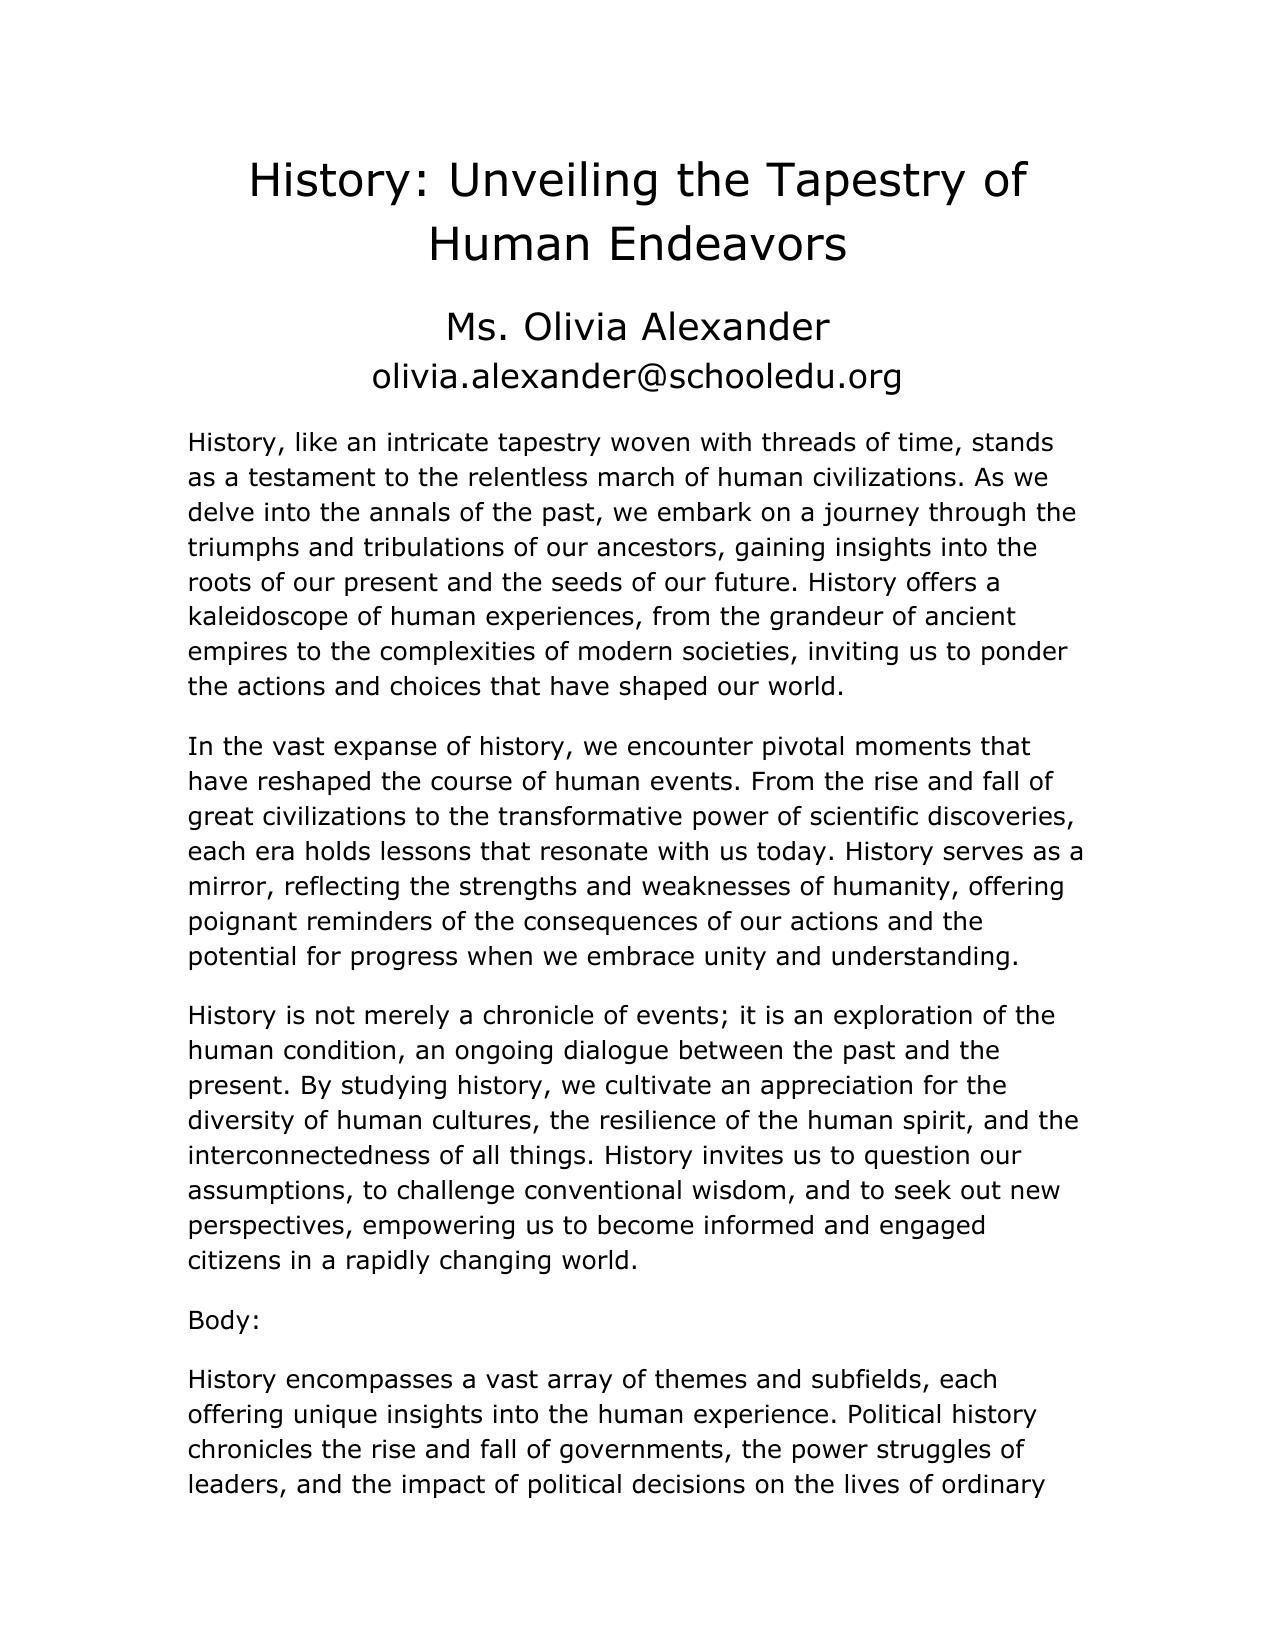 History: Unveiling the Tapestry of
Human Endeavors
Ms. Olivia Alexander
olivia.alexander@schooledu.org
History, like an intricate tapestry woven with threads of time, stands
as a testament to the relentless march of human civilizations. As we
delve into the annals of the past, we embark on a journey through the
triumphs and tribulations of our ancestors, gaining insights into the
roots of our present and the seeds of our future. History offers a
kaleidoscope of human experiences, from the grandeur of ancient
empires to the complexities of modern societies, inviting us to ponder
the actions and choices that have shaped our world.
In the vast expanse of history, we encounter pivotal moments that
have reshaped the course of human events. From the rise and fall of
great civilizations to the transformative power of scientific discoveries,
each era holds lessons that resonate with us today. History serves as a
mirror, reflecting the strengths and weaknesses of humanity, offering
poignant reminders of the consequences of our actions and the
potential for progress when we embrace unity and understanding.
History is not merely a chronicle of events; it is an exploration of the
human condition, an ongoing dialogue between the past and the
present. By studying history, we cultivate an appreciation for the
diversity of human cultures, the resilience of the human spirit, and the
interconnectedness of all things. History invites us to question our
assumptions, to challenge conventional wisdom, and to seek out new
perspectives, empowering us to become informed and engaged
citizens in a rapidly changing world.
Body:
History encompasses a vast array of themes and subfields, each
offering unique insights into the human experience. Political history
chronicles the rise and fall of governments, the power struggles of
leaders, and the impact of political decisions on the lives of ordinary